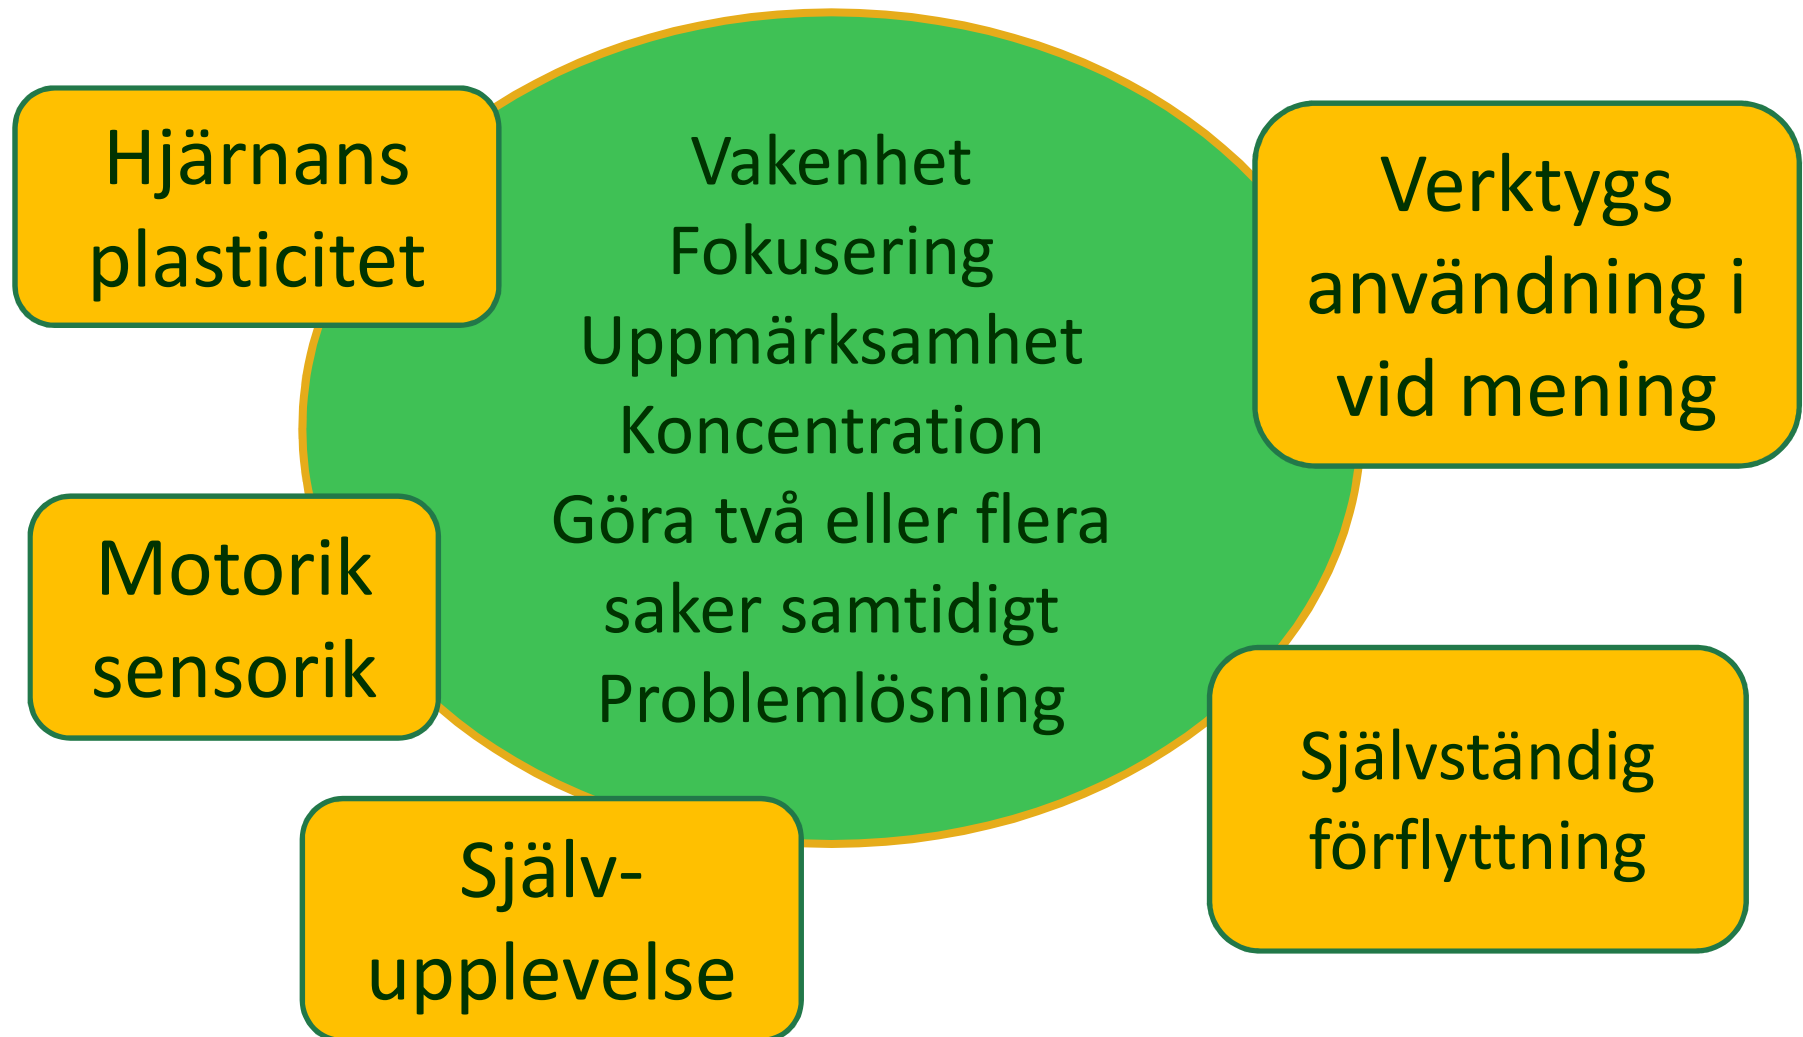 Hjärnans
plasticitet
Vakenhet
Fokusering
Uppmärksamhet
Koncentration
Göra två eller flera
saker samtidigt
Problemlösning
Verktygs
användning i
vid mening
Motorik
sensorik
Självständig
förflyttning
Själv-
upplevelse